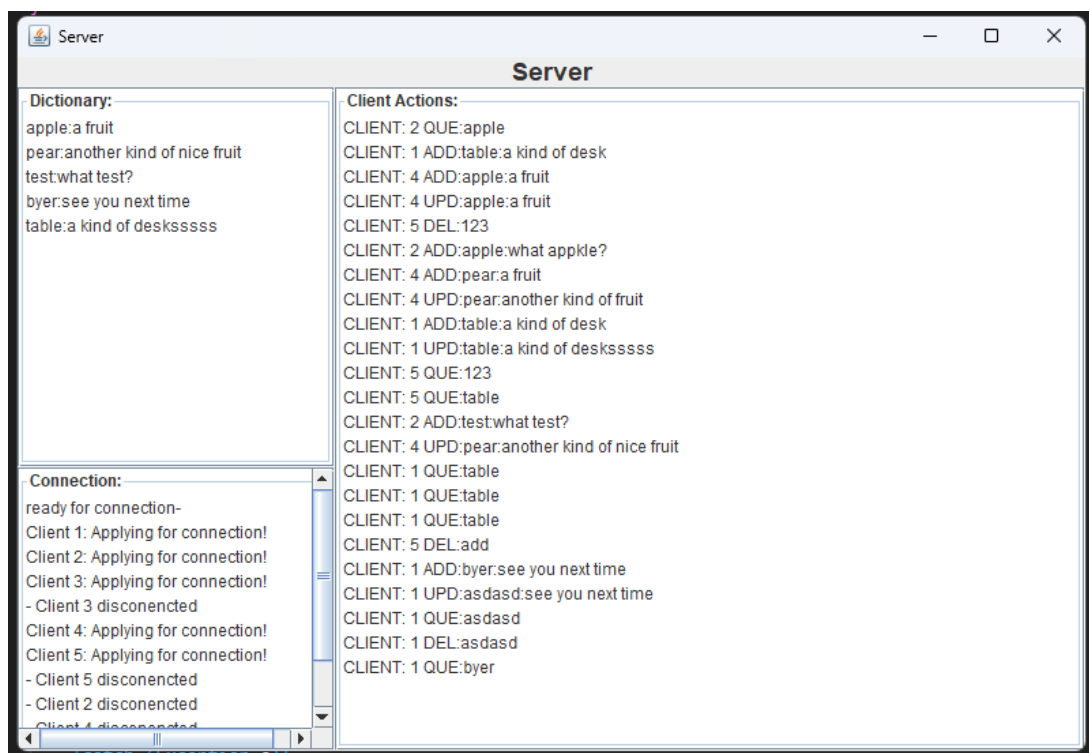 Server
Server
Dictionary:
apple:a fruit
pear:another kind of nice fruit
test:what test?
byer:see you next time
table:a kind of desksssss
Connection:
ready for connection-
Client 1: Applying for connection!
Client 2: Applying for connection!
Client 3: Applying for connection!
- Client 3 disconencted
Client 4: Applying for connection!
Client 5: Applying for connection!
- Client 5 disconencted
- Client 2 disconencted
- Client 4 disconencted
Client Actions:
CLIENT: 2 QUE:apple
CLIENT: 1 ADD:table:a kind of desk
CLIENT: 4 ADD:apple:a fruit
CLIENT: 4 UPD:apple:a fruit
CLIENT: 5 DEL:123
CLIENT: 2 ADD:apple:what appkle?
CLIENT: 4 ADD:pear:a fruit
CLIENT: 4 UPD:pear:another kind of fruit
CLIENT: 1 ADD:table:a kind of desk
CLIENT: 1 UPD:table:a kind of desksssss
CLIENT: 5 QUE:123
CLIENT: 5 QUE:table
CLIENT: 2 ADD:test:what test?
CLIENT: 4 UPD:pear:another kind of nice fruit
CLIENT: 1 QUE:table
CLIENT: 1 QUE:table
CLIENT: 1 QUE:table
CLIENT: 5 DEL:add
CLIENT: 1 ADD:byer:see you next time
CLIENT: 1 UPD:asdasd:see you next time
CLIENT: 1 QUE:asdasd
CLIENT: 1 DEL:asdasd
CLIENT: 1 QUE:byer